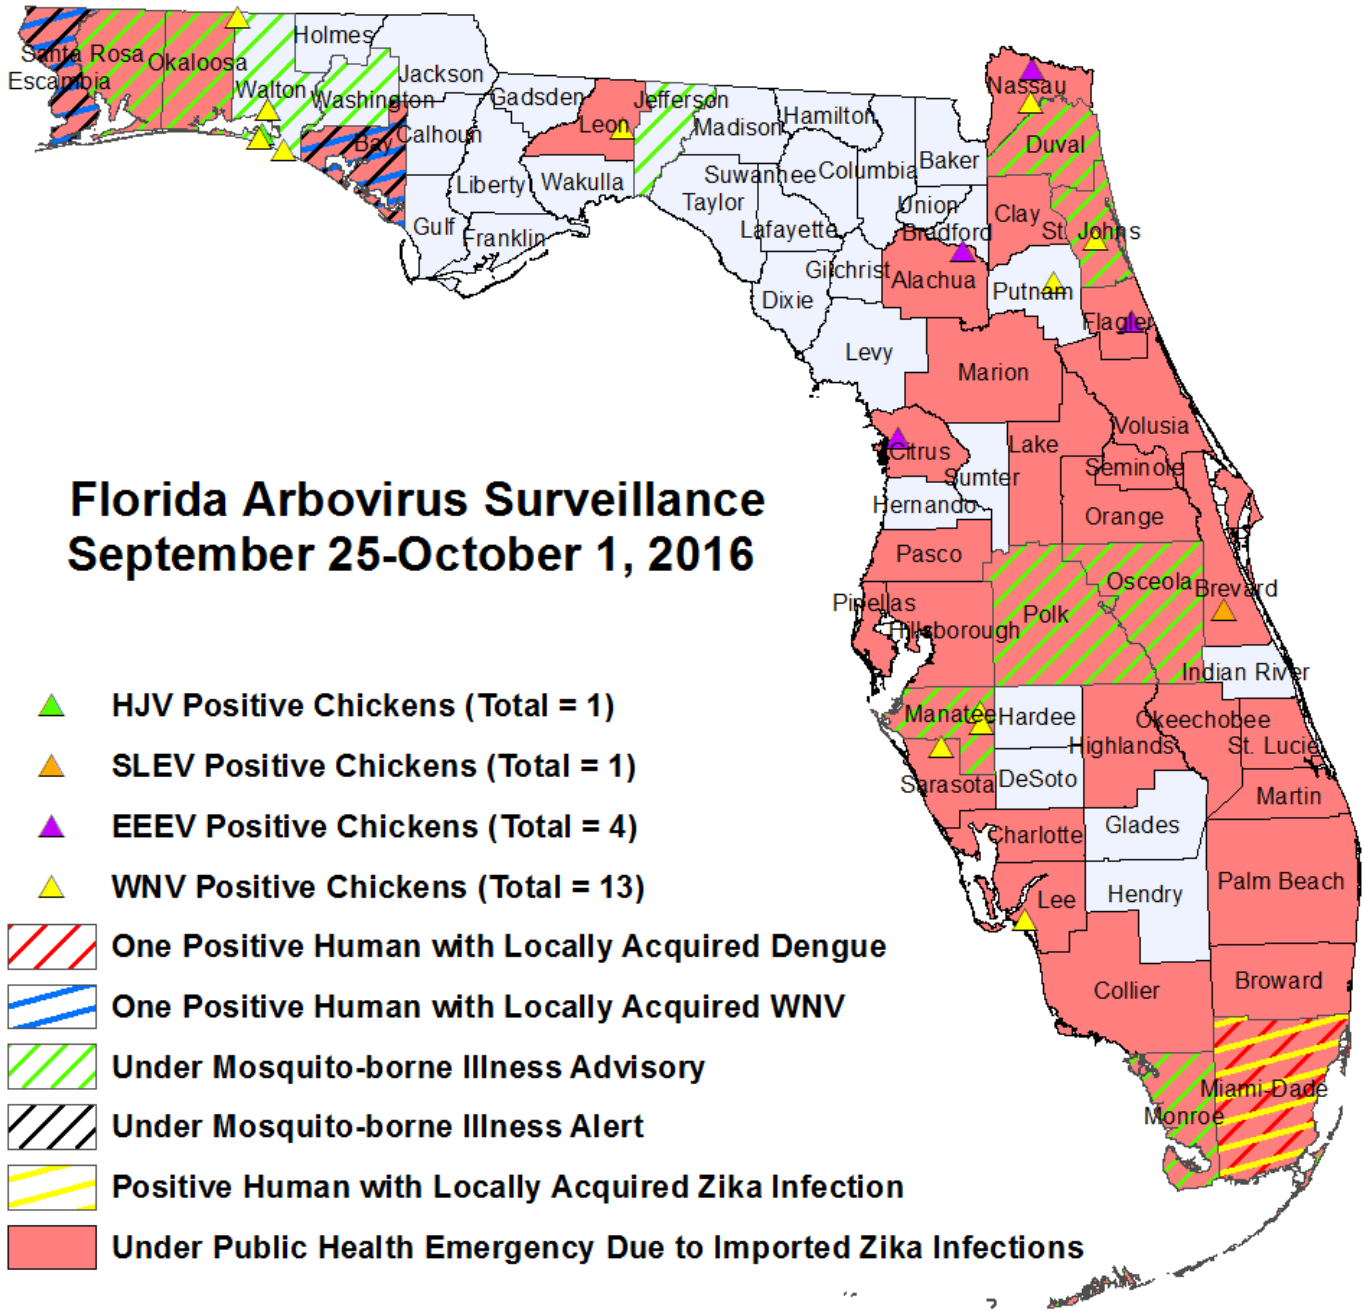 Holmes
Santa Rosa
Okaloosa
Escambia
Jackson
Walton
Washington
Gadsden
Jefferson
Leon
Madison
Hamilton
Nassau
Bay
Calhoun
Duval
Suwannee
Columbia
Baker
Liberty
Wakulla
Taylor
Union
Clay
Gulf
Franklin
Lafayette
Bradford
St. Johns
Gilchrist
Alachua
Dixie
Putnam
Flagler
Levy
Marion
Volusia
Citrus
Lake
Sumter
Seminole
Hernando
Orange
Florida Arbovirus Surveillance
September 25-October 1, 2016
Pasco
Osceola
Brevard
Pinellas
Polk
Hillsborough
Indian River
HJV Positive Chickens (Total = 1)
Manatee
Hardee
Okeechobee
Highlands
St. Lucie
SLEV Positive Chickens (Total = 1)
Sarasota
DeSoto
Martin
EEEV Positive Chickens (Total = 4)
Charlotte
Glades
WNV Positive Chickens (Total = 13)
Lee
Hendry
Palm Beach
One Positive Human with Locally Acquired Dengue
Collier
Broward
One Positive Human with Locally Acquired WNV
Under Mosquito-borne Illness Advisory
Miami-Dade
Monroe
Under Mosquito-borne Illness Alert
Positive Human with Locally Acquired Zika Infection
Under Public Health Emergency Due to Imported Zika Infections